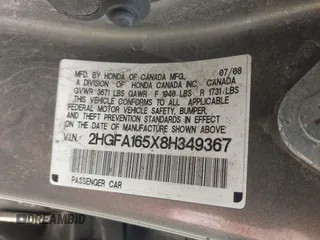 MFD. BY HONDA OF CANADA MFG. 07/08
A DIVISION OF HONDA CANADA INC., CANADA
GVWR 3671 LBS GAWR F 1940 LBS R 1731 LBS
THIS VEHICLE CONFORMS TO ALL APPLICABLE
FEDERAL MOTOR VEHICLE SAFETY, BUMPER,
AND THEFT PREVENTION STANDARDS IN EFFECT
ON THE DATE OF MANUFACTURE SHOWN ABOVE.
V.I.N. 2HGFA165X8H349367
PASSENGER CAR
© DREAMBID